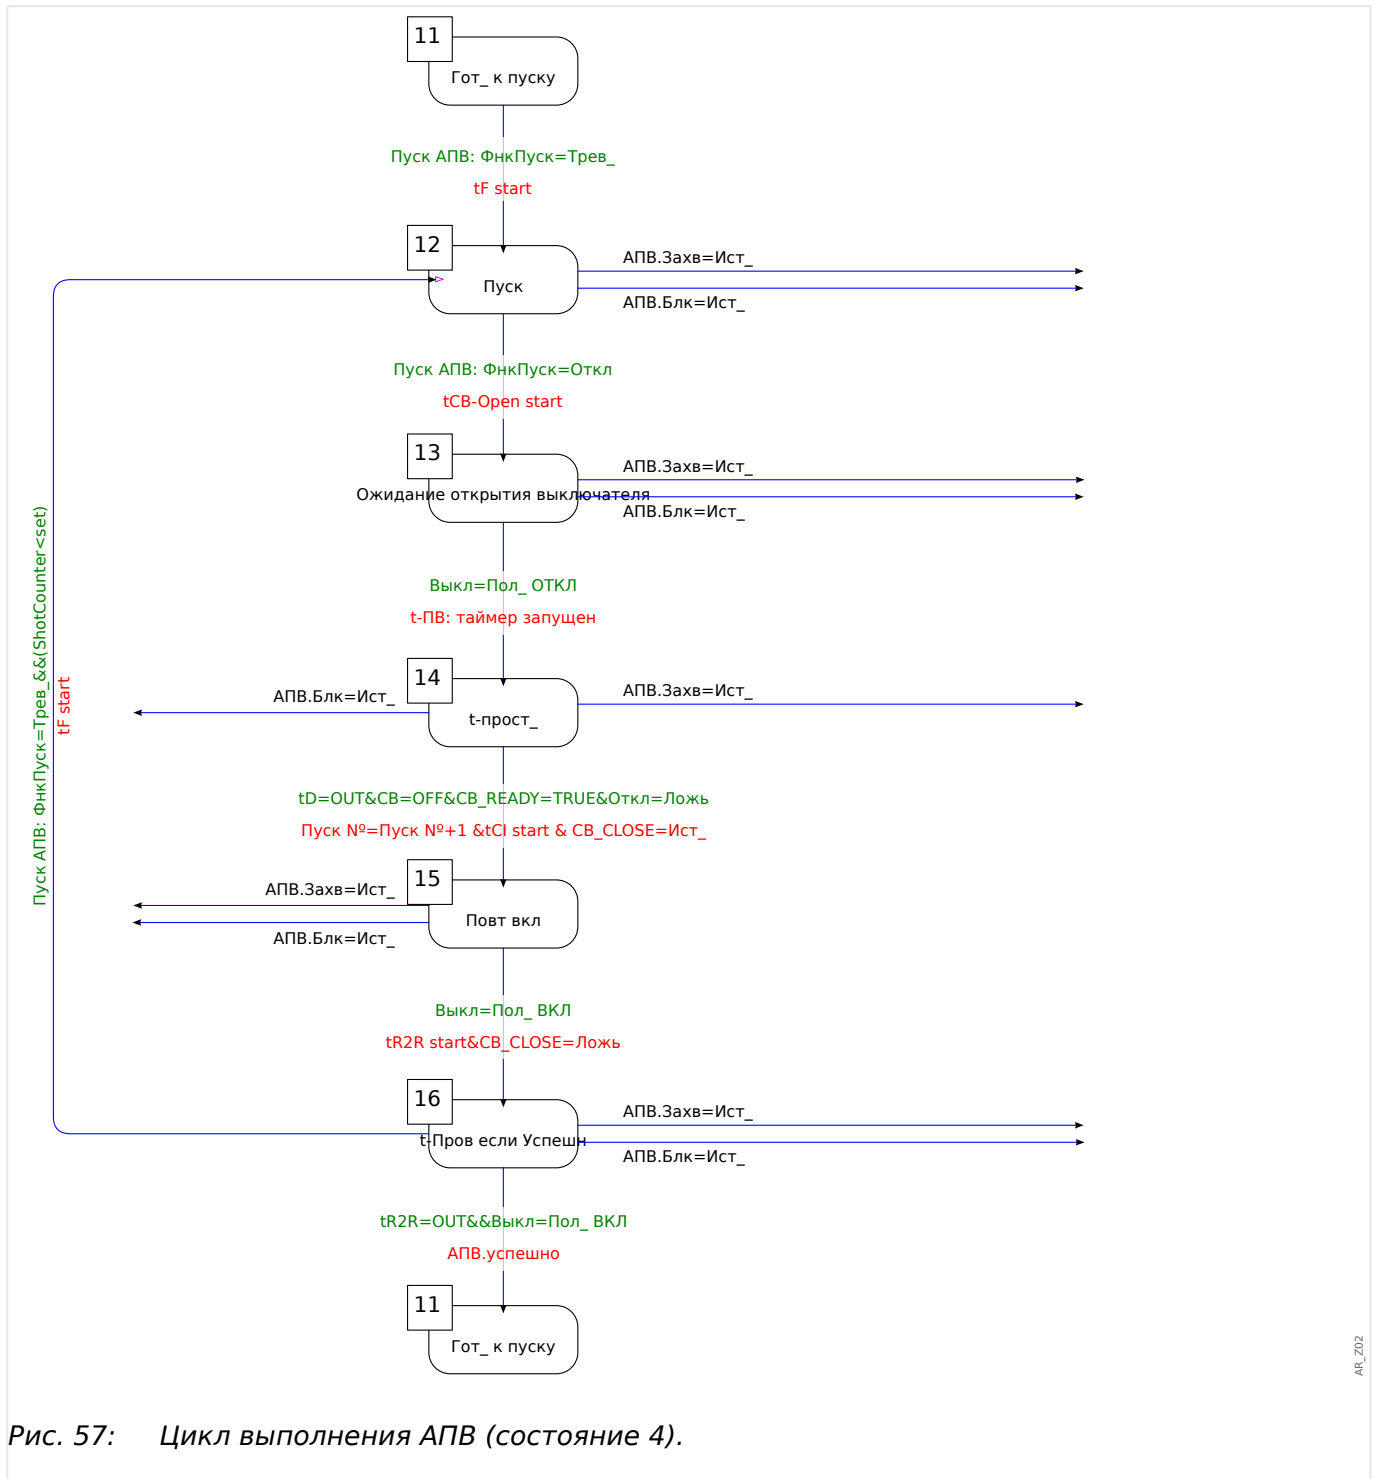 11
Гот_ к пуску
Пуск АПВ: ФнкПуск=Трев_
tF start
12
Пуск
АПВ.Захв=Ист_
АПВ.Блк=Ист_
Пуск АПВ: ФнкПуск=Откл
tCB-Open start
13
Ожидание открытия выключателя
АПВ.Захв=Ист_
АПВ.Блк=Ист_
Пуск АПВ: ФнкПуск=Трев_&&(ShotCounter<set)
tF start
Выкл=Пол_ ОТКЛ
t-ПВ: таймер запущен
14
t-прост_
АПВ.Блк=Ист_
АПВ.Захв=Ист_
tD=OUT&CB=OFF&CB_READY=TRUE&Откл=Ложь
Пуск №=Пуск №+1 &tCI start & CB_CLOSE=Ист_
15
Повт вкл
АПВ.Захв=Ист_
АПВ.Блк=Ист_
Выкл=Пол_ ВКЛ
tR2R start&CB_CLOSE=Ложь
16
t-Пров если Успешн
АПВ.Захв=Ист_
АПВ.Блк=Ист_
tR2R=OUT&&Выкл=Пол_ ВКЛ
АПВ.успешно
11
Гот_ к пуску
AR_Z02
Рис. 57: Цикл выполнения АПВ (состояние 4).